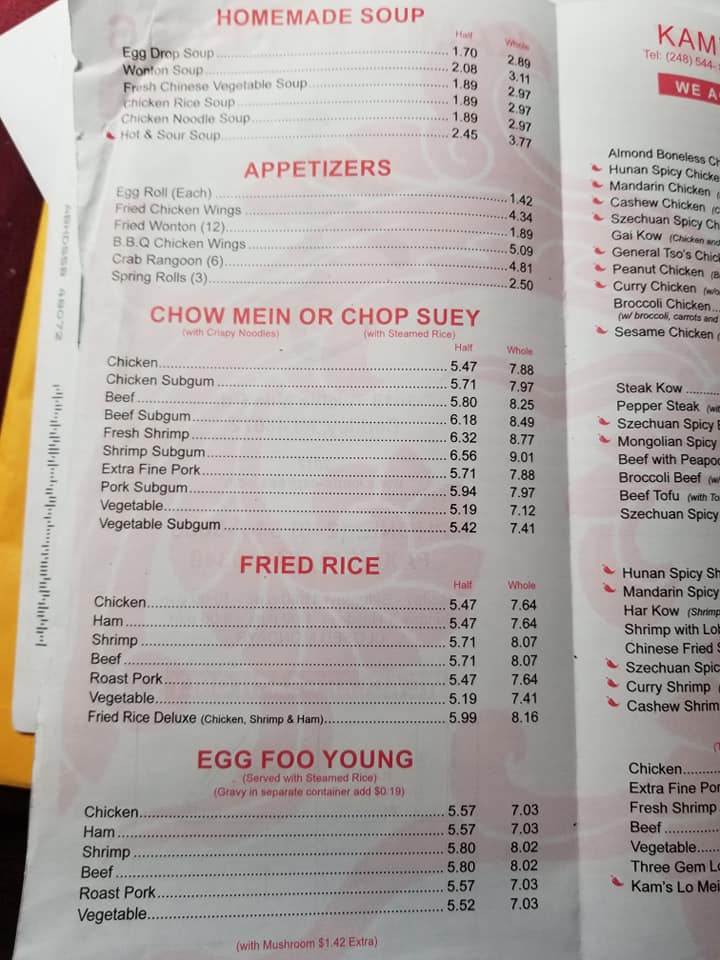 HOMEMADE SOUP
Half Whole
Egg Drop Soup 1.70 2.89
Wonton Soup 2.08 3.11
Fresh Chinese Vegetable Soup 1.89 2.97
Chicken Rice Soup 1.89 2.97
Chicken Noodle Soup 1.89 2.97
Hot & Sour Soup 2.45 3.77
APPETIZERS
Egg Roll (Each) 1.42
Fried Chicken Wings 4.34
Fried Wonton (12) 1.89
B.B.Q Chicken Wings 5.09
Crab Rangoon (6) 4.81
Spring Rolls (3) 2.50
CHOW MEIN OR CHOP SUEY
(with Crispy Noodles) (with Steamed Rice)
Half Whole
Chicken 5.47 7.88
Chicken Subgum 5.71 7.97
Beef 5.80 8.25
Beef Subgum 6.18 8.49
Fresh Shrimp 6.32 8.77
Shrimp Subgum 6.56 9.01
Extra Fine Pork 5.71 7.88
Pork Subgum 5.94 7.97
Vegetable 5.19 7.12
Vegetable Subgum 5.42 7.41
FRIED RICE
Half Whole
Chicken 5.47 7.64
Ham 5.47 7.64
Shrimp 5.71 8.07
Beef 5.71 8.07
Roast Pork 5.47 7.64
Vegetable 5.19 7.41
Fried Rice Deluxe (Chicken, Shrimp & Ham) 5.99 8.16
EGG FOO YOUNG
(Served with Steamed Rice)
(Gravy in separate container add $0.19)
Chicken 5.57 7.03
Ham 5.57 7.03
Shrimp 5.80 8.02
Beef 5.80 8.02
Roast Pork 5.57 7.03
Vegetable 5.52 7.03
(with Mushroom $1.42 Extra)
KAM'
Tel: (248) 544-
WE A
Almond Boneless Ch
Hunan Spicy Chicke
Mandarin Chicken
Cashew Chicken
Szechuan Spicy Ch
Gai Kow (Chicken and
General Tso's Chic
Peanut Chicken
Curry Chicken
Broccoli Chicken
(w/ broccoli, carrots and
Sesame Chicken
Steak Kow
Pepper Steak
Szechuan Spicy
Mongolian Spicy
Beef with Peapo
Broccoli Beef
Beef Tofu (with To
Szechuan Spicy
Hunan Spicy Sh
Mandarin Spicy
Har Kow (Shrimp
Shrimp with Lob
Chinese Fried S
Szechuan Spic
Curry Shrimp
Cashew Shrim
Chicken
Extra Fine Por
Fresh Shrimp
Beef
Vegetable
Three Gem Lo
Kam's Lo Mei